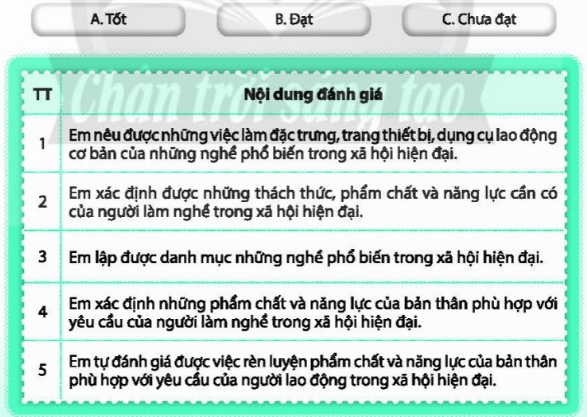 A. Tốt
B. Đạt
C. Chưa đạt
Chân trời sáng tạo
TT
Nội dung đánh giá
1
Em nêu được những việc làm đặc trưng, trang thiết bị, dụng cụ lao động
cơ bản của những nghề phổ biến trong xã hội hiện đại.
2
Em xác định được những thách thức, phẩm chất và năng lực cần có
của người làm nghề trong xã hội hiện đại.
3
Em lập được danh mục những nghề phổ biến trong xã hội hiện đại.
4
Em xác định những phẩm chất và năng lực của bản thân phù hợp với
yêu cầu của người làm nghề trong xã hội hiện đại.
5
Em tự đánh giá được việc rèn luyện phẩm chất và năng lực của bản thân
phù hợp với yêu cầu của người lao động trong xã hội hiện đại.